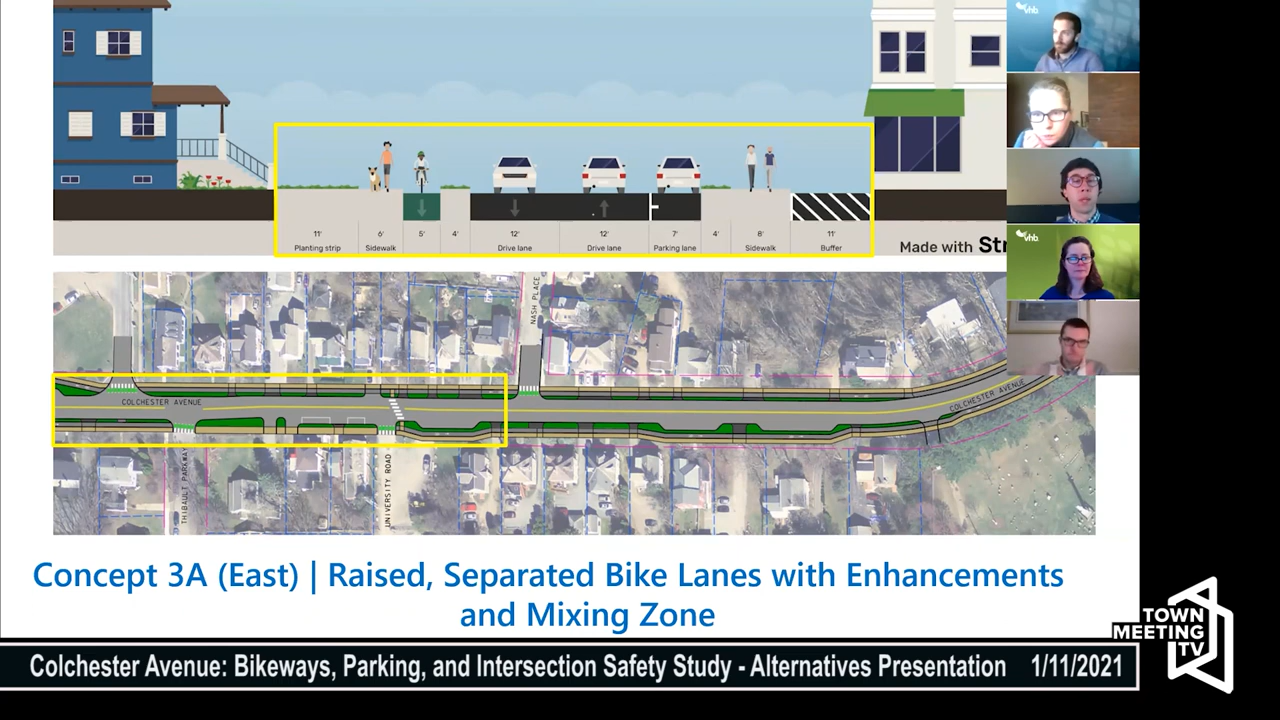 vhb
11' 6' 5' 4' 12' 12' 7' 4' 8' 11'
Planting strip Sidewalk Drive lane Drive lane Parking lane Sidewalk Buffer
Made with Str
vhb
NASH PLACE
COLCHESTER AVENUE
COLCHESTER AVENUE
THIBAULT PARKWAY
UNIVERSITY ROAD
Concept 3A (East) | Raised, Separated Bike Lanes with Enhancements
and Mixing Zone
TOWN
MEETING
TV
Colchester Avenue: Bikeways, Parking, and Intersection Safety Study - Alternatives Presentation 1/11/2021